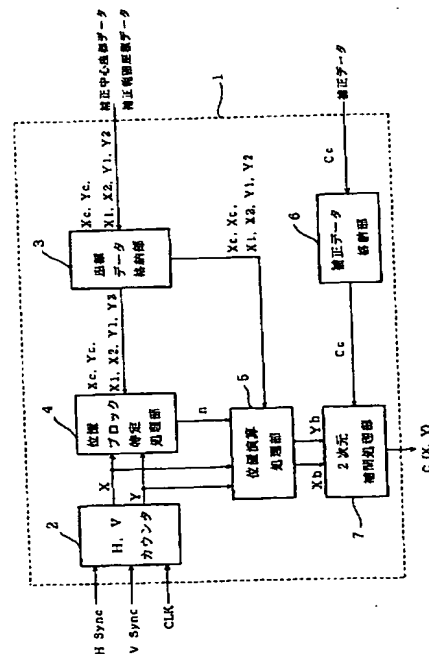 補正中心座標データ
補正範囲座標データ
1
Xc, Yc,
X1, X2, Y1, Y2
3
座標
データ
格納部
Xc, Yc,
X1, X2, Y1, Y2
Xc, Xc,
X1, X2, Y1, Y2
補正データ
Cc
6
補正データ
格納部
Cc
4
位置
ブロック
特定
処理部
n
5
位置演算
処理部
X
Y
2
H, V
カウンタ
H Sync
V Sync
CLK
Xb
Yb
2次元
補間処理部
7
C(X, Y)